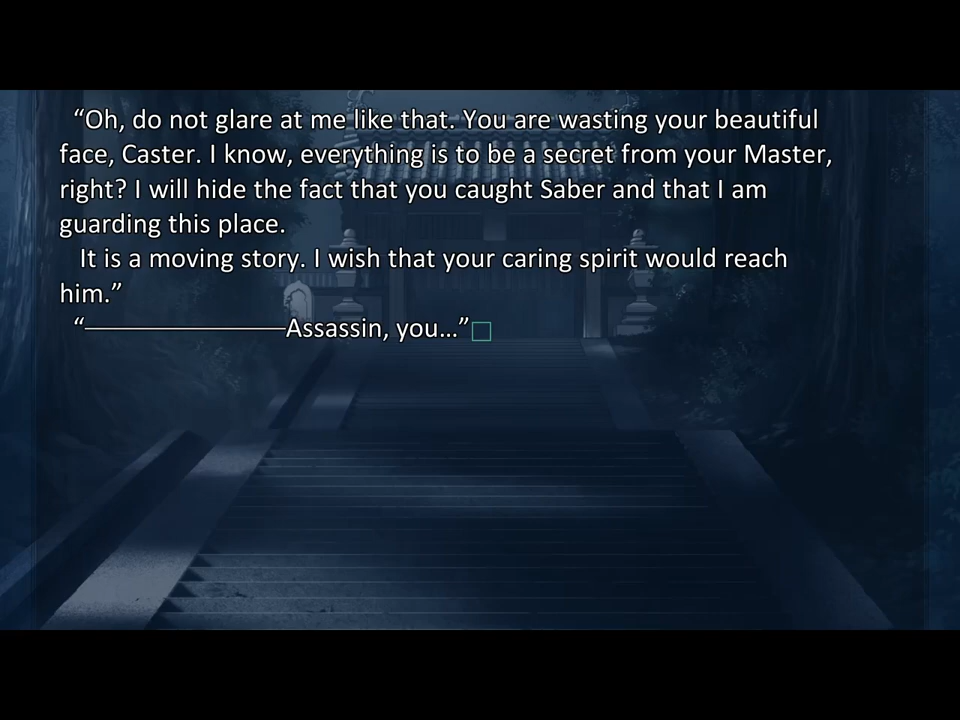 “Oh, do not glare at me like that. You are wasting your beautiful
face, Caster. I know, everything is to be a secret from your Master,
right? I will hide the fact that you caught Saber and that I am
guarding this place.
It is a moving story. I wish that your caring spirit would reach
him.”
“――――――――Assassin, you…”